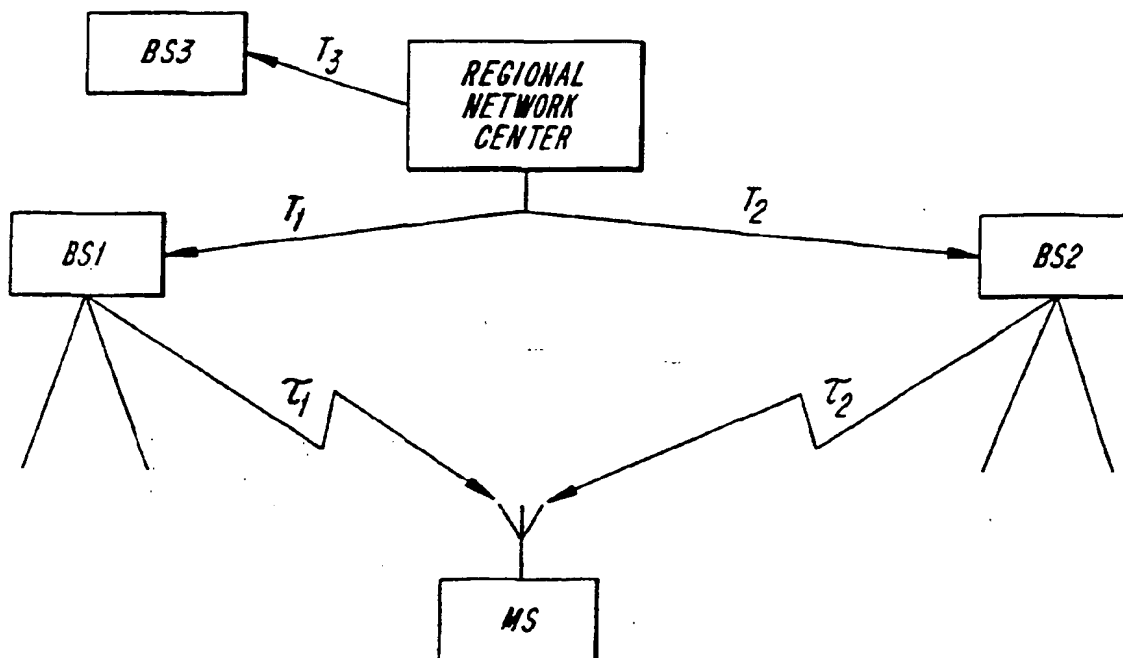 BS3
T3
REGIONAL
NETWORK
CENTER
T1
T2
BS1
BS2
τ1
τ2
MS